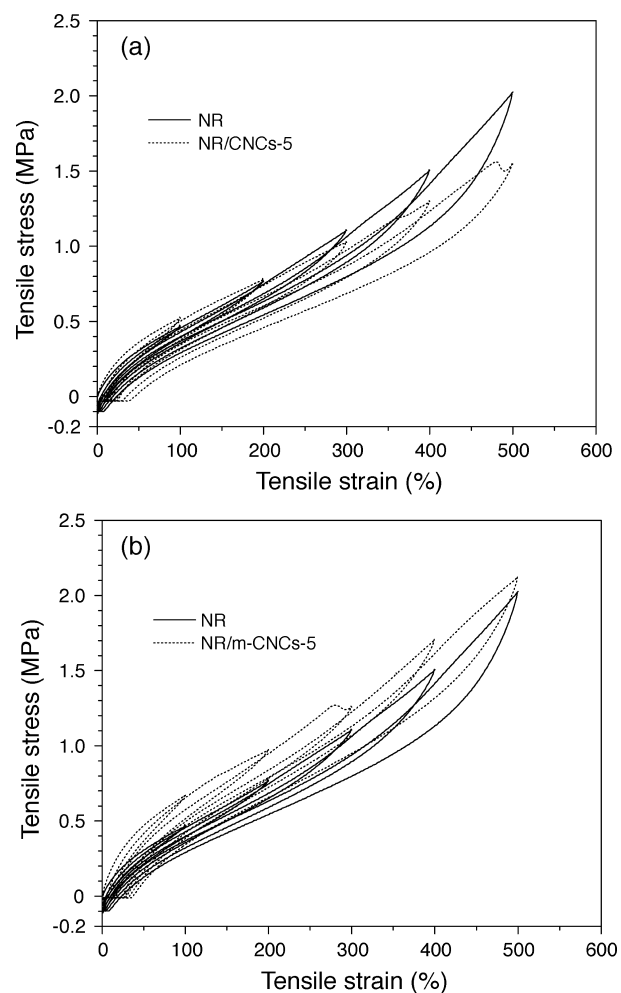 (a)
NR
NR/CNCs-5
Tensile stress (MPa)
2.5
2.0
1.5
1.0
0.5
0
-0.2
0 100 200 300 400 500 600
Tensile strain (%)
(b)
NR
NR/m-CNCs-5
Tensile stress (MPa)
2.5
2.0
1.5
1.0
0.5
0
-0.2
0 100 200 300 400 500 600
Tensile strain (%)